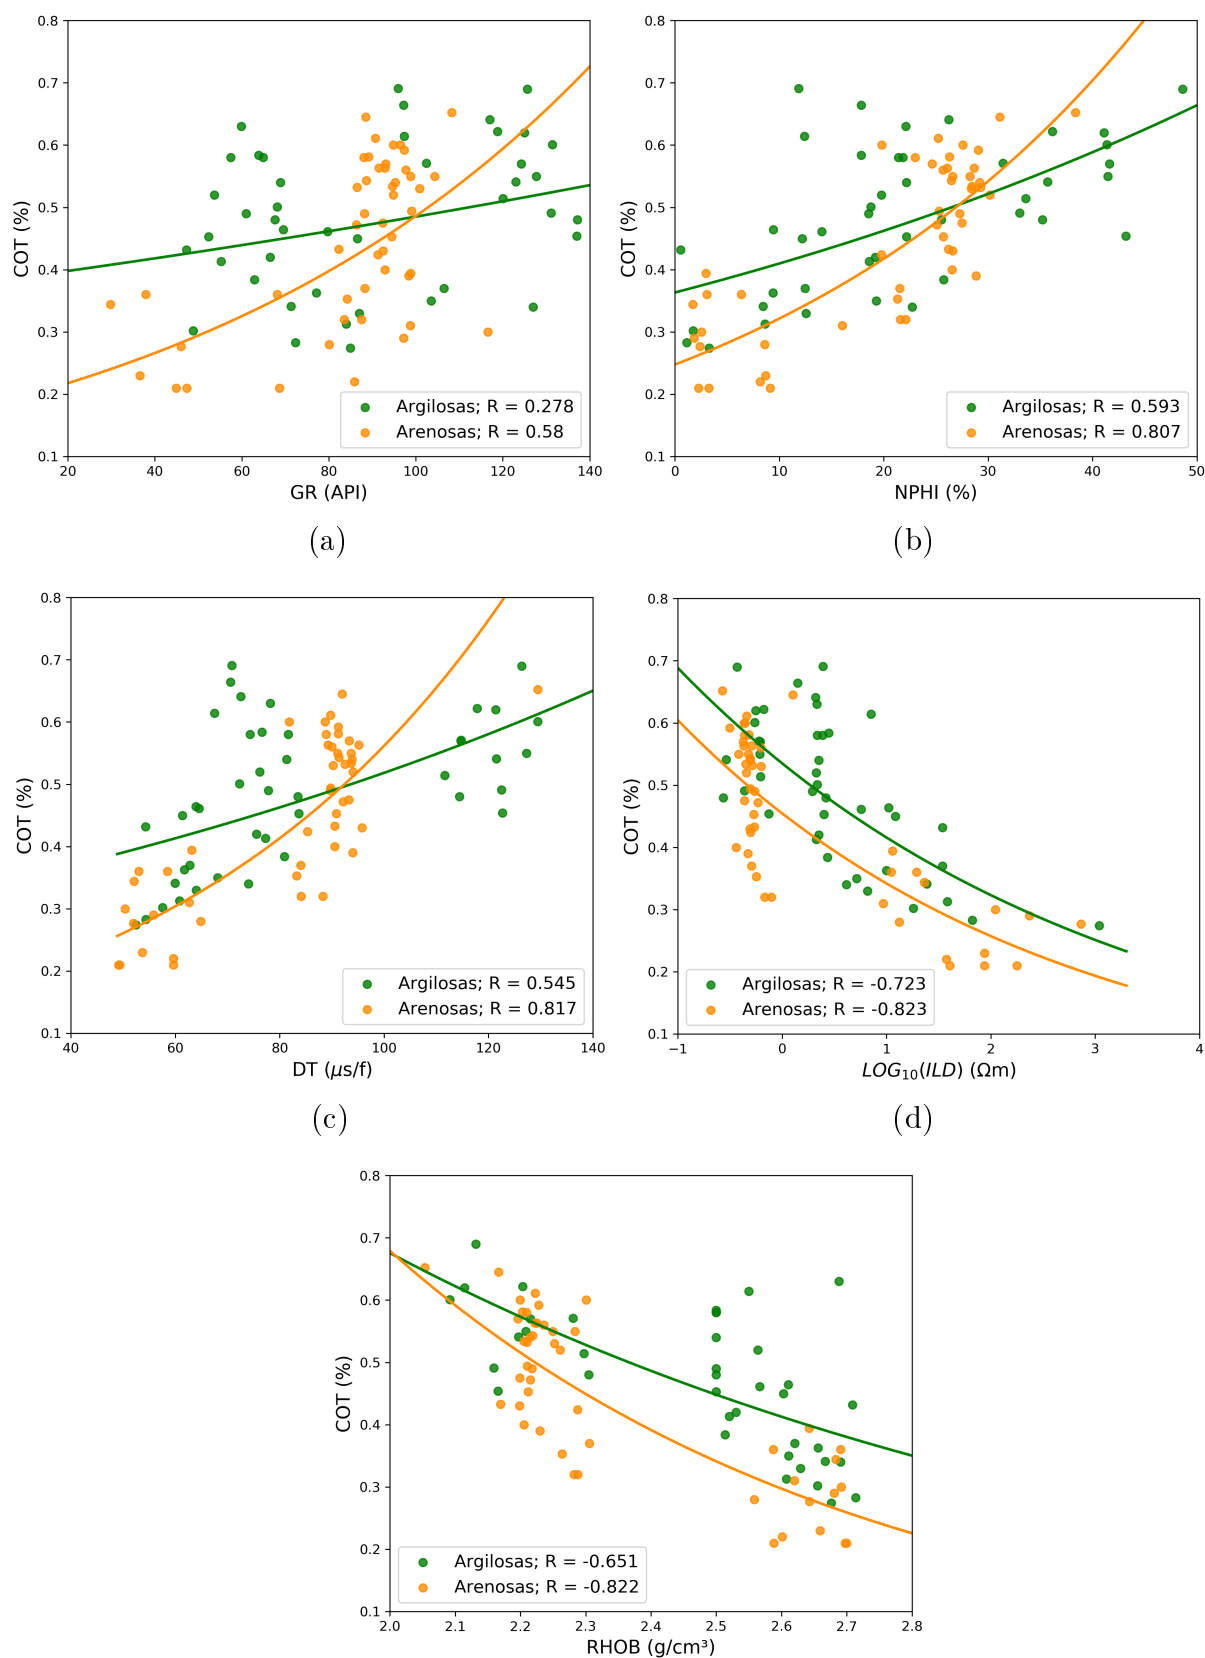 0.8
0.7
0.6
0.5
0.4
0.3
0.2
0.1
COT (%)
Argilosas; R = 0.278
Arenosas; R = 0.58
20 40 60 80 100 120 140
GR (API)
(a)
0.8
0.7
0.6
0.5
0.4
0.3
0.2
0.1
COT (%)
Argilosas; R = 0.593
Arenosas; R = 0.807
0 10 20 30 40 50
NPHI (%)
(b)
0.8
0.7
0.6
0.5
0.4
0.3
0.2
0.1
COT (%)
Argilosas; R = 0.545
Arenosas; R = 0.817
40 60 80 100 120 140
DT (μs/f)
(c)
0.8
0.7
0.6
0.5
0.4
0.3
0.2
0.1
COT (%)
Argilosas; R = -0.723
Arenosas; R = -0.823
−1 0 1 2 3 4
LOG₁₀(ILD) (Ωm)
(d)
0.8
0.7
0.6
0.5
0.4
0.3
0.2
0.1
COT (%)
Argilosas; R = -0.651
Arenosas; R = -0.822
2.0 2.1 2.2 2.3 2.4 2.5 2.6 2.7 2.8
RHOB (g/cm³)